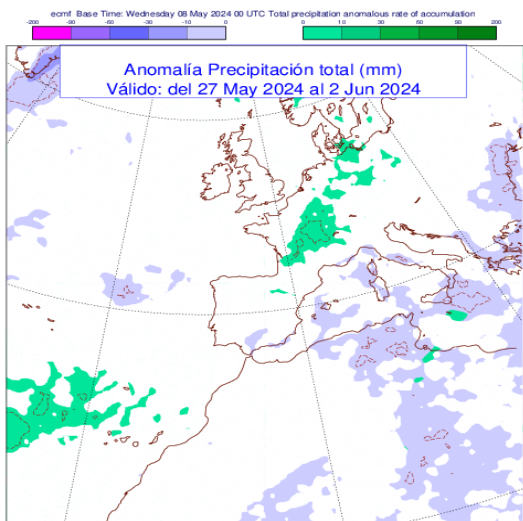 ecmf Base Time: Wednesday 08 May 2024 00 UTC Total precipitation anomalous rate of accumulation
-200 -90 -60 -30 -10 0 0 10 30 60 90 200
Anomalía Precipitación total (mm)
Válido: del 27 May 2024 al 2 Jun 2024